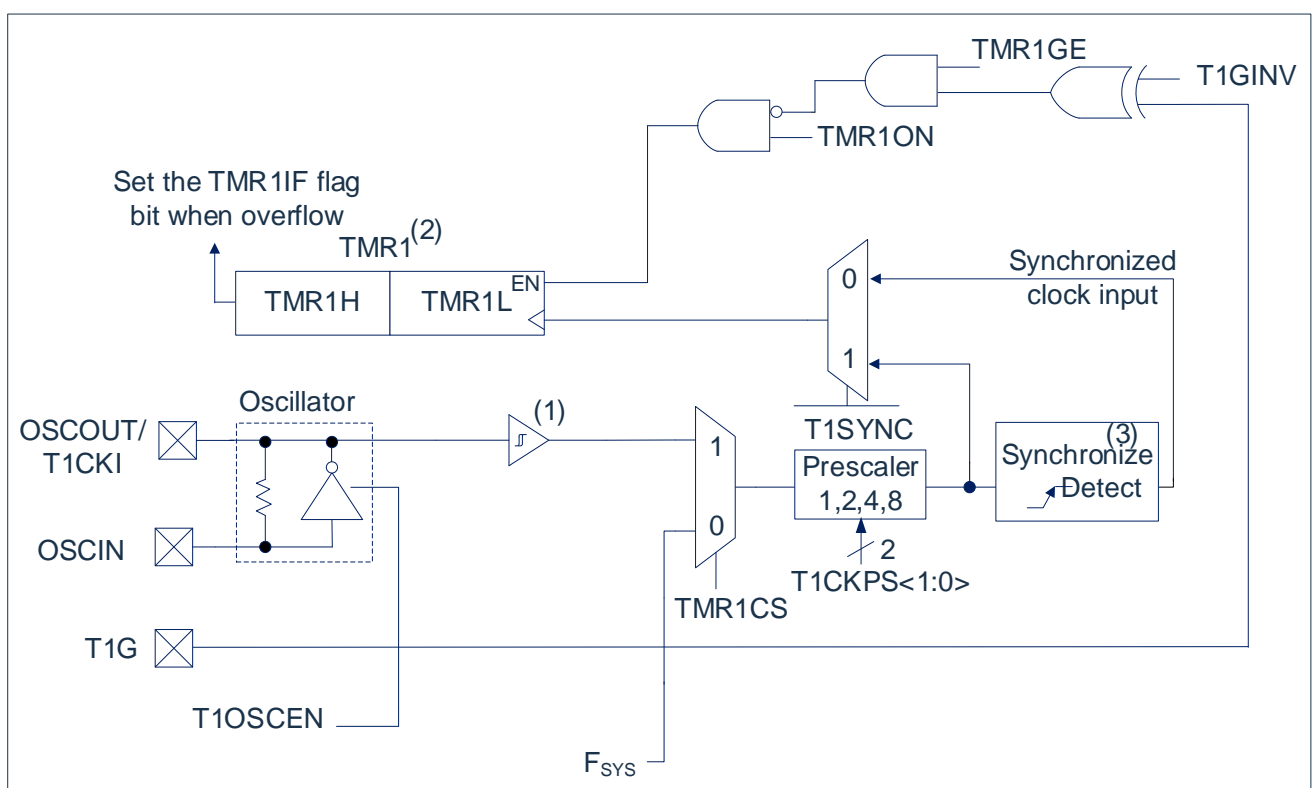 TMR1GE
T1GINV
TMR1ON
Set the TMR1IF flag
bit when overflow
TMR1(2)
EN
TMR1H
TMR1L
0
Synchronized
clock input
1
Oscillator
(1)
OSCOUT/
T1CKI
1
T1SYNC
(3)
Prescaler
1,2,4,8
Synchronize
Detect
0
OSCIN
2
T1CKPS<1:0>
TMR1CS
T1G
T1OSCEN
FSYS